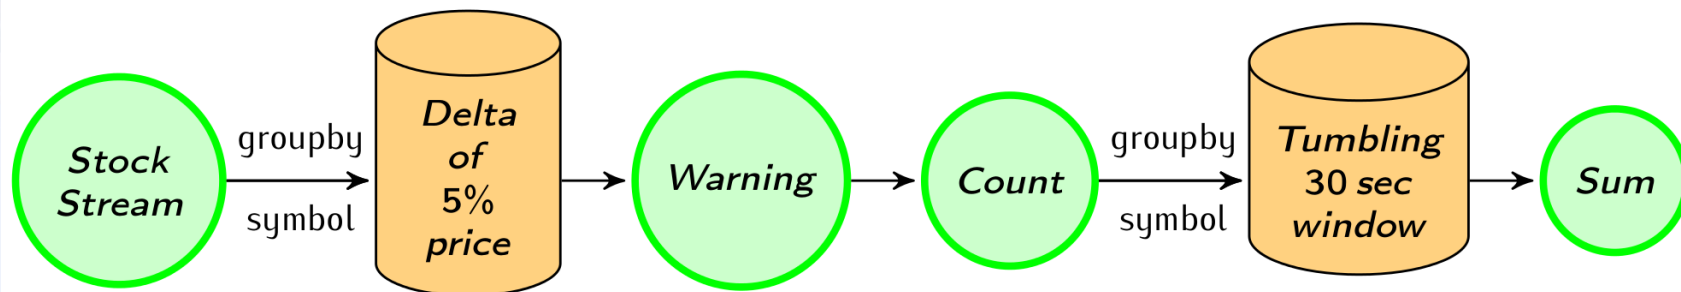 Stock
Stream
groupby
symbol
Delta
of
5%
price
Warning
Count
groupby
symbol
Tumbling
30 sec
window
Sum